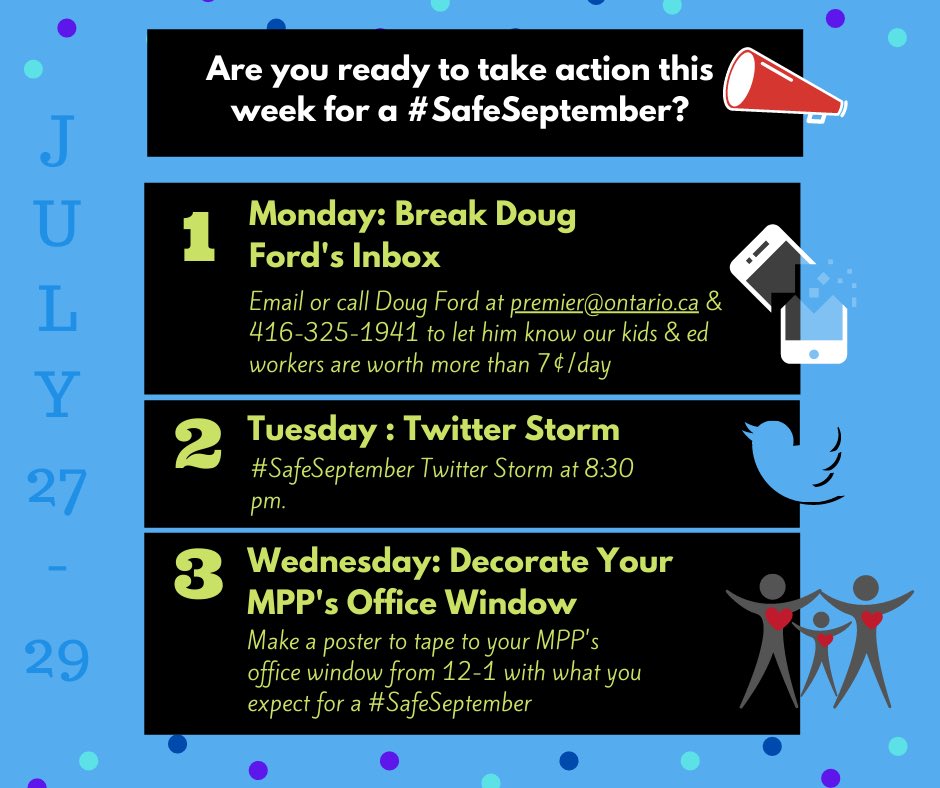 Are you ready to take action this
week for a #SafeSeptember?
J
U
L
Y
27
-
29
1
Monday: Break Doug
Ford's Inbox
Email or call Doug Ford at premier@ontario.ca &
416-325-1941 to let him know our kids & ed
workers are worth more than 7¢/day
2
Tuesday : Twitter Storm
#SafeSeptember Twitter Storm at 8:30
pm.
3
Wednesday: Decorate Your
MPP's Office Window
Make a poster to tape to your MPP's
office window from 12-1 with what you
expect for a #SafeSeptember